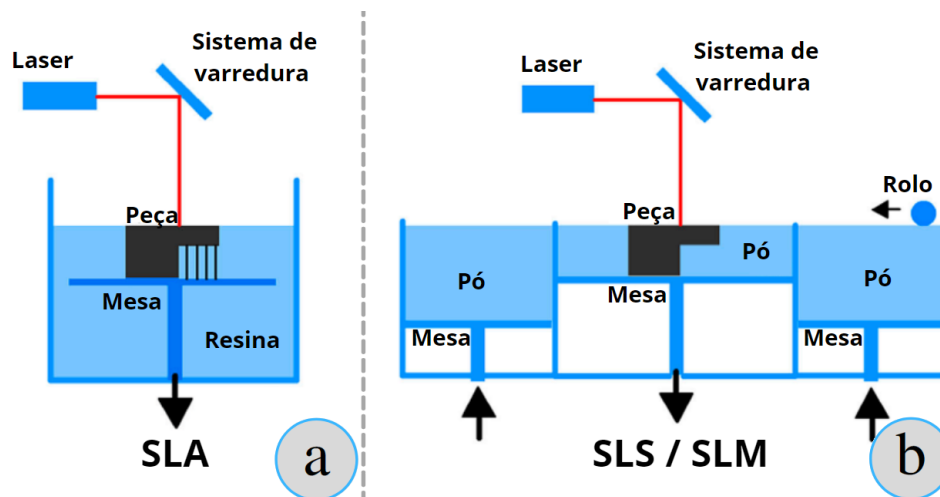 Laser
Sistema de
varredura
Peça
Mesa
Resina
SLA
a
Laser
Sistema de
varredura
Rolo
Peça
Pó
Pó
Pó
Mesa
Mesa
Mesa
SLS / SLM
b